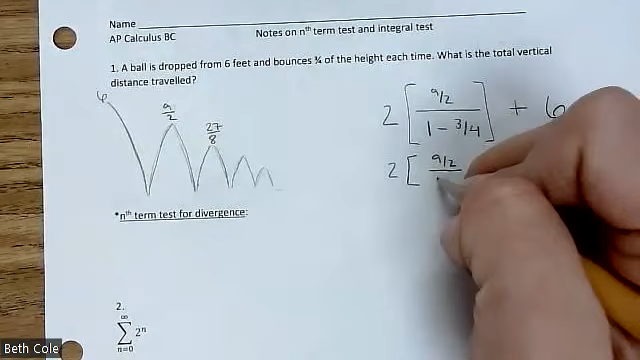 Name
AP Calculus BC
Notes on nᵗʰ term test and integral test
1. A ball is dropped from 6 feet and bounces ¾ of the height each time. What is the total vertical
distance travelled?
6
9/2
27/8
2 [ (9/2) / (1 - 3/4) ] + 6
2 [ 9/2
*nᵗʰ term test for divergence:
2.
∞
∑ 2ⁿ
n=0
Beth Cole